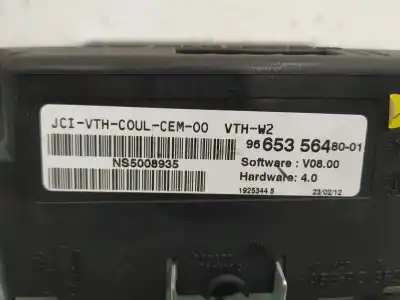 JCI-VTH-COUL-CEM-00 VTH-W2
96 653 564 80-01
NS5008935
Software : V08.00
Hardware: 4.0
1925344 5 23/02/12